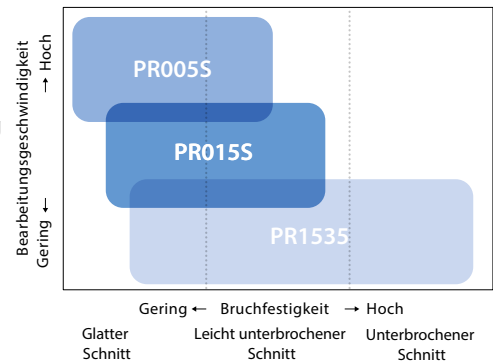 Bearbeitungsgeschwindigkeit
Gering ← → Hoch
PR005S
PR015S
PR1535
Gering ← Bruchfestigkeit → Hoch
Glatter Schnitt
Leicht unterbrochener Schnitt
Unterbrochener Schnitt